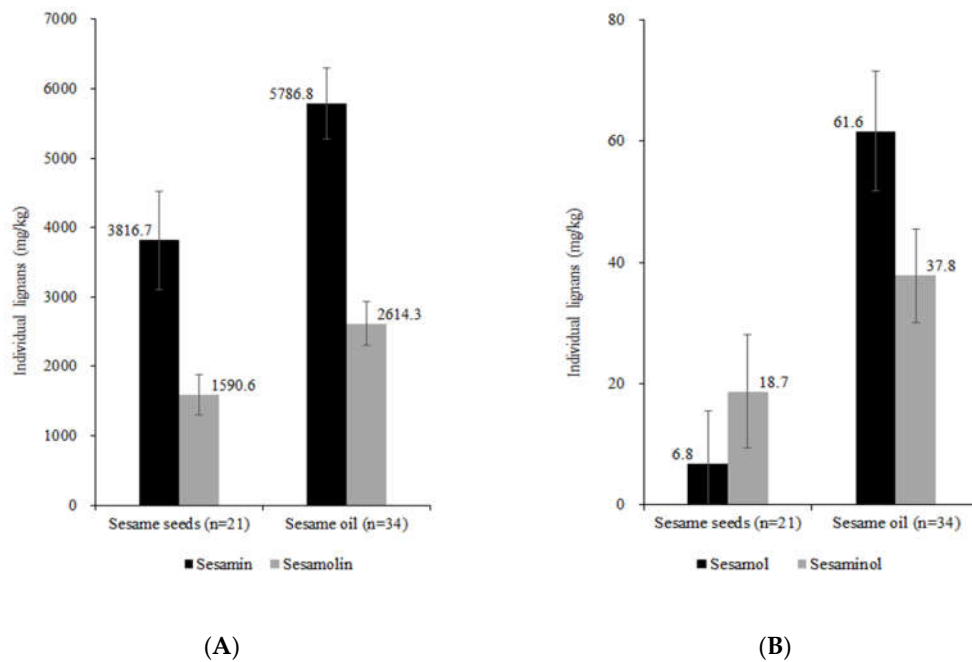 7000
6000
5000
4000
3000
2000
1000
0
Individual lignans (mg/kg)
3816.7
1590.6
5786.8
2614.3
Sesame seeds (n=21) Sesame oil (n=34)
Sesamin Sesamolin
(A)
80
60
40
20
0
Individual lignans (mg/kg)
6.8
18.7
61.6
37.8
Sesame seeds (n=21) Sesame oil (n=34)
Sesamol Sesaminol
(B)